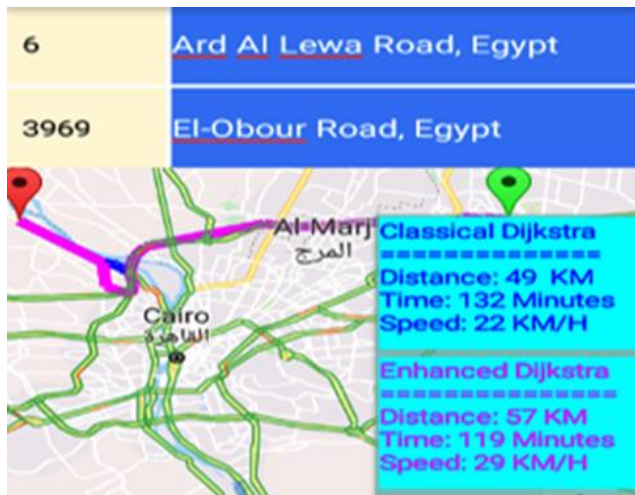 6 Ard Al Lewa Road, Egypt
3969 El-Obour Road, Egypt
Al-Marj
المرج
Cairo
القاهرة
Classical Dijkstra
==============
Distance: 49 KM
Time: 132 Minutes
Speed: 22 KM/H
Enhanced Dijkstra
===============
Distance: 57 KM
Time: 119 Minutes
Speed: 29 KM/H